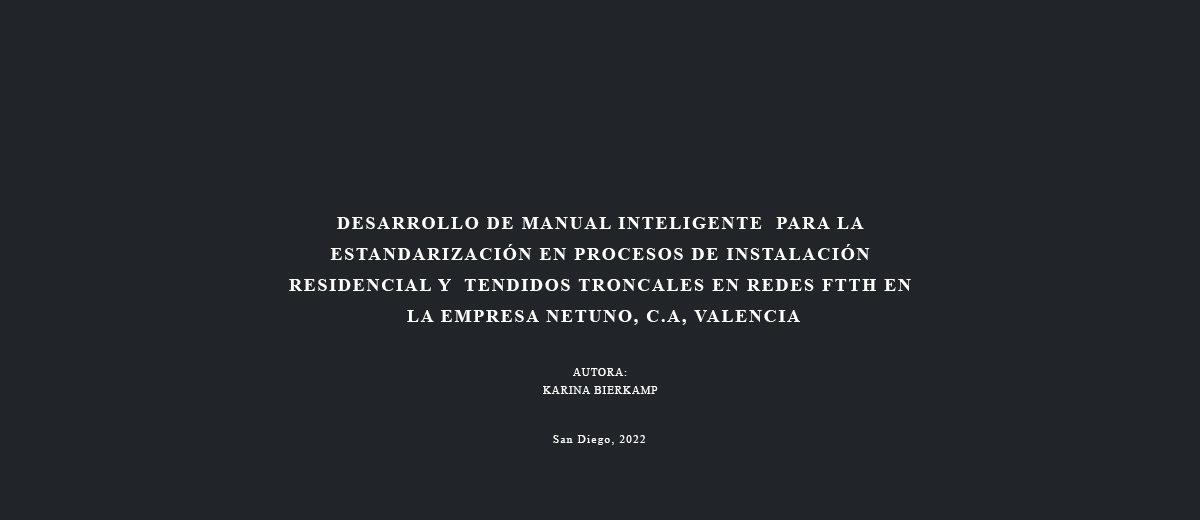 DESARROLLO DE MANUAL INTELIGENTE  PARA LA
ESTANDARIZACIÓN EN PROCESOS DE INSTALACIÓN
RESIDENCIAL Y  TENDIDOS TRONCALES EN REDES FTTH EN
LA EMPRESA NETUNO, C.A, VALENCIA
AUTORA:
KARINA BIERKAMP
San Diego, 2022